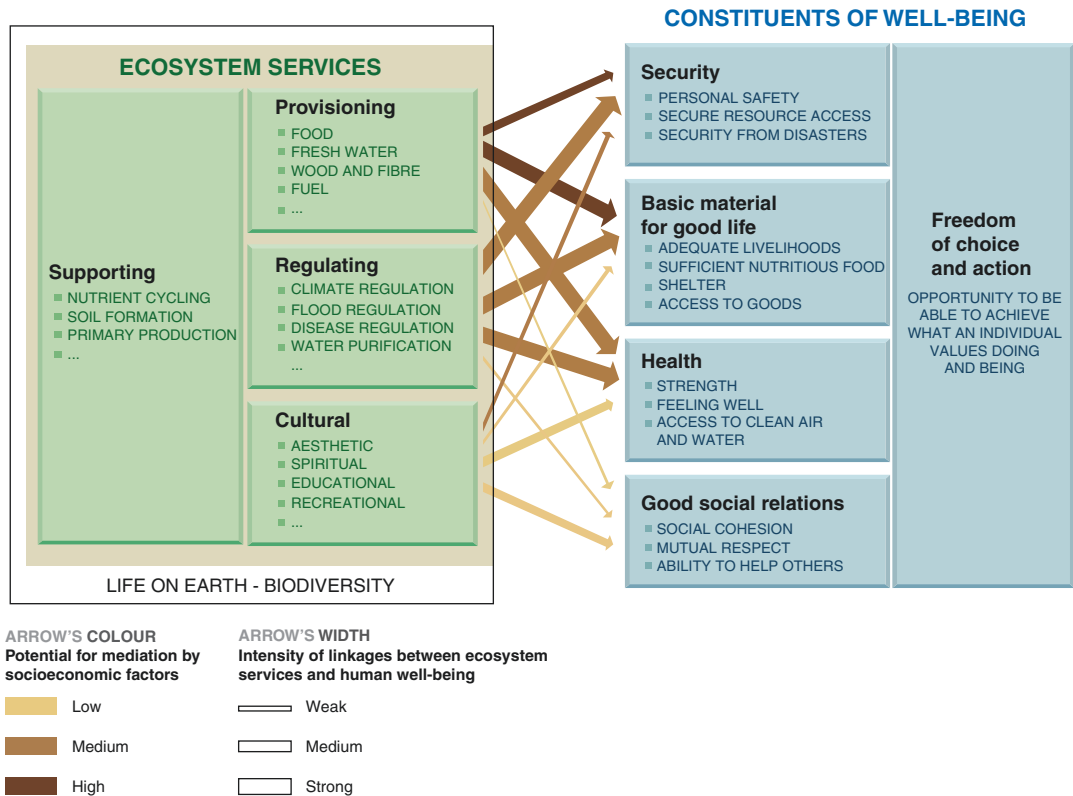 CONSTITUENTS OF WELL-BEING
ECOSYSTEM SERVICES
Supporting
NUTRIENT CYCLING
SOIL FORMATION
PRIMARY PRODUCTION
...
Provisioning
FOOD
FRESH WATER
WOOD AND FIBRE
FUEL
...
Regulating
CLIMATE REGULATION
FLOOD REGULATION
DISEASE REGULATION
WATER PURIFICATION
...
Cultural
AESTHETIC
SPIRITUAL
EDUCATIONAL
RECREATIONAL
...
LIFE ON EARTH - BIODIVERSITY
Security
PERSONAL SAFETY
SECURE RESOURCE ACCESS
SECURITY FROM DISASTERS
Basic material
for good life
ADEQUATE LIVELIHOODS
SUFFICIENT NUTRITIOUS FOOD
SHELTER
ACCESS TO GOODS
Health
STRENGTH
FEELING WELL
ACCESS TO CLEAN AIR
AND WATER
Good social relations
SOCIAL COHESION
MUTUAL RESPECT
ABILITY TO HELP OTHERS
Freedom
of choice
and action
OPPORTUNITY TO BE
ABLE TO ACHIEVE
WHAT AN INDIVIDUAL
VALUES DOING
AND BEING
ARROW'S COLOUR
Potential for mediation by
socioeconomic factors
Low
Medium
High
ARROW'S WIDTH
Intensity of linkages between ecosystem
services and human well-being
Weak
Medium
Strong